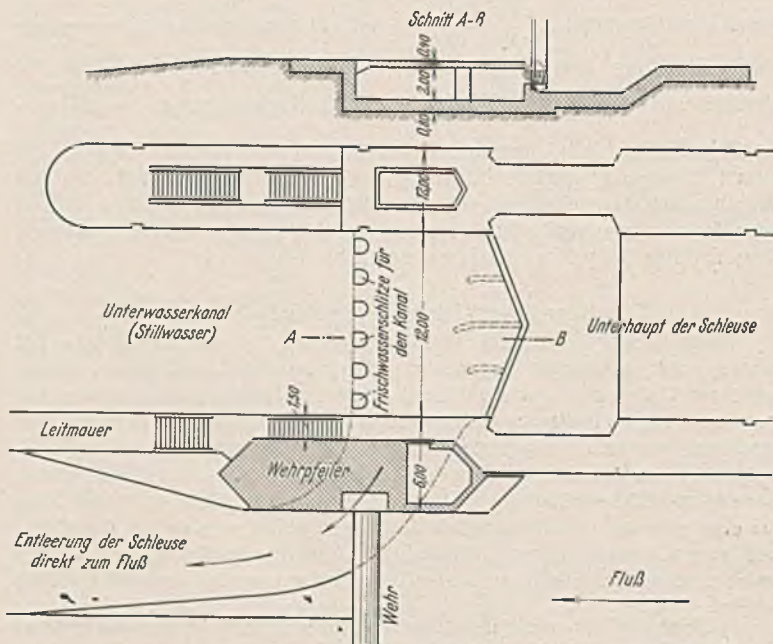 Schnitt A-B
0,40
2,00
0,80
12,00
Unterwasserkanal
(Stillwasser)
A
Frischwasserschlitze für
den Kanal
12,00
B
Unterhaupt der Schleuse
1,50
Leitmauer
Wehrpfeiler
6,00
Entleerung der Schleuse
direkt zum Fluß
Wehr
Fluß